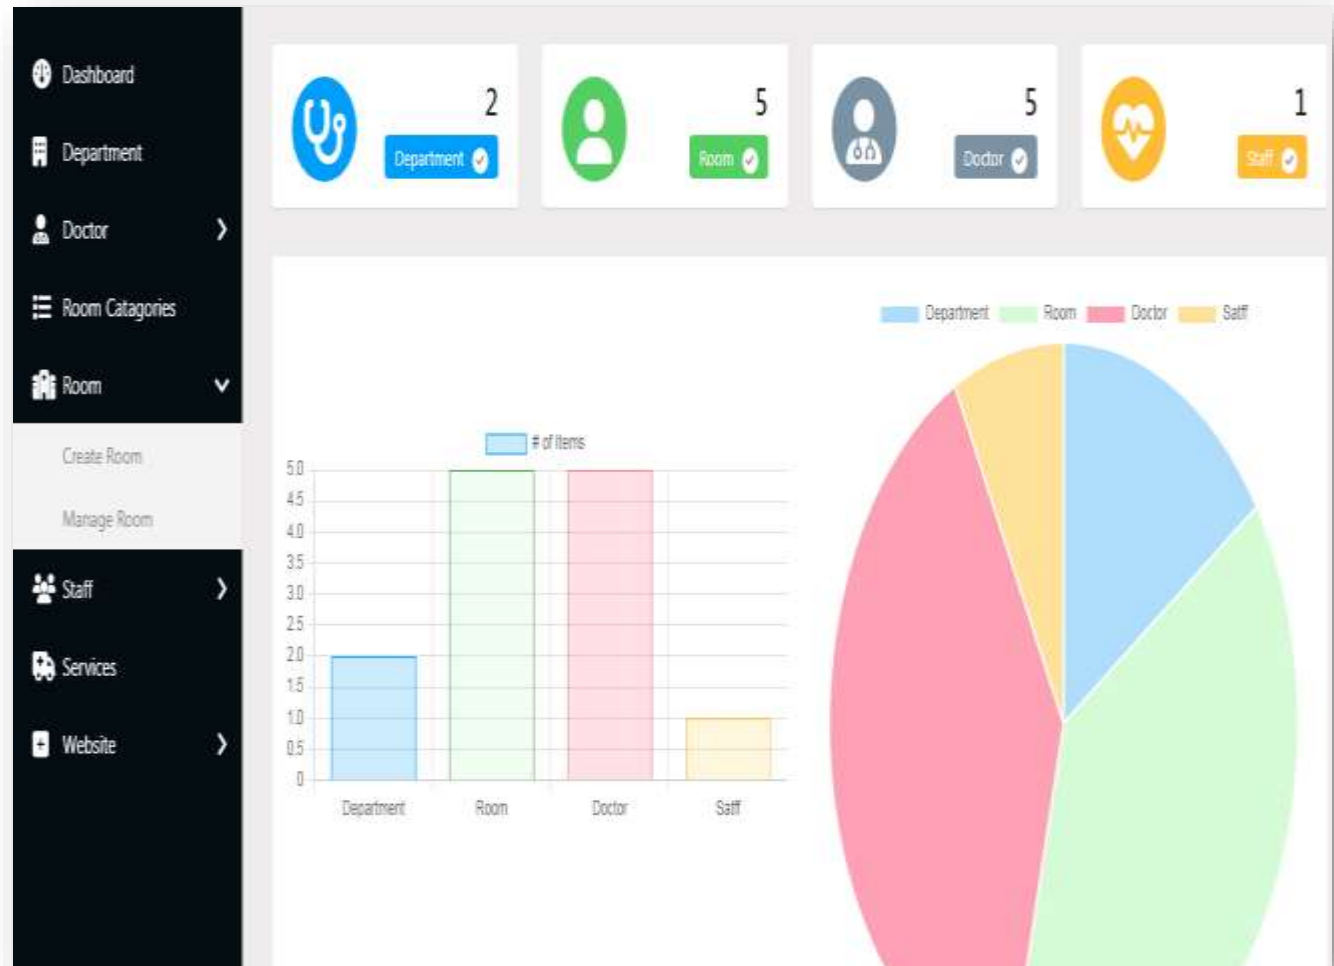 Dashboard
Department
Doctor
Room Catagories
Room
Create Room
Manage Room
Staff
Services
Website
2
Department
5
Room
5
Doctor
1
Staff
# of Items
5.0
4.5
4.0
3.5
3.0
2.5
2.0
1.5
1.0
0.5
0
Department Room Doctor Satff
Department Room Doctor Satff